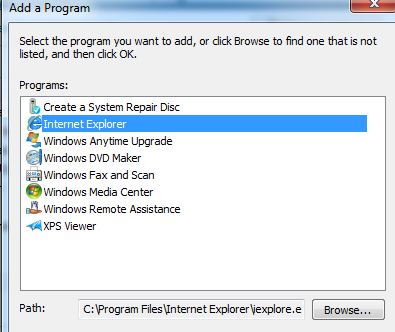 Add a Program
Select the program you want to add, or click Browse to find one that is not
listed, and then click OK.
Programs:
Create a System Repair Disc
Internet Explorer
Windows Anytime Upgrade
Windows DVD Maker
Windows Fax and Scan
Windows Media Center
Windows Remote Assistance
XPS Viewer
Path: C:\Program Files\Internet Explorer\iexplore.e Browse...